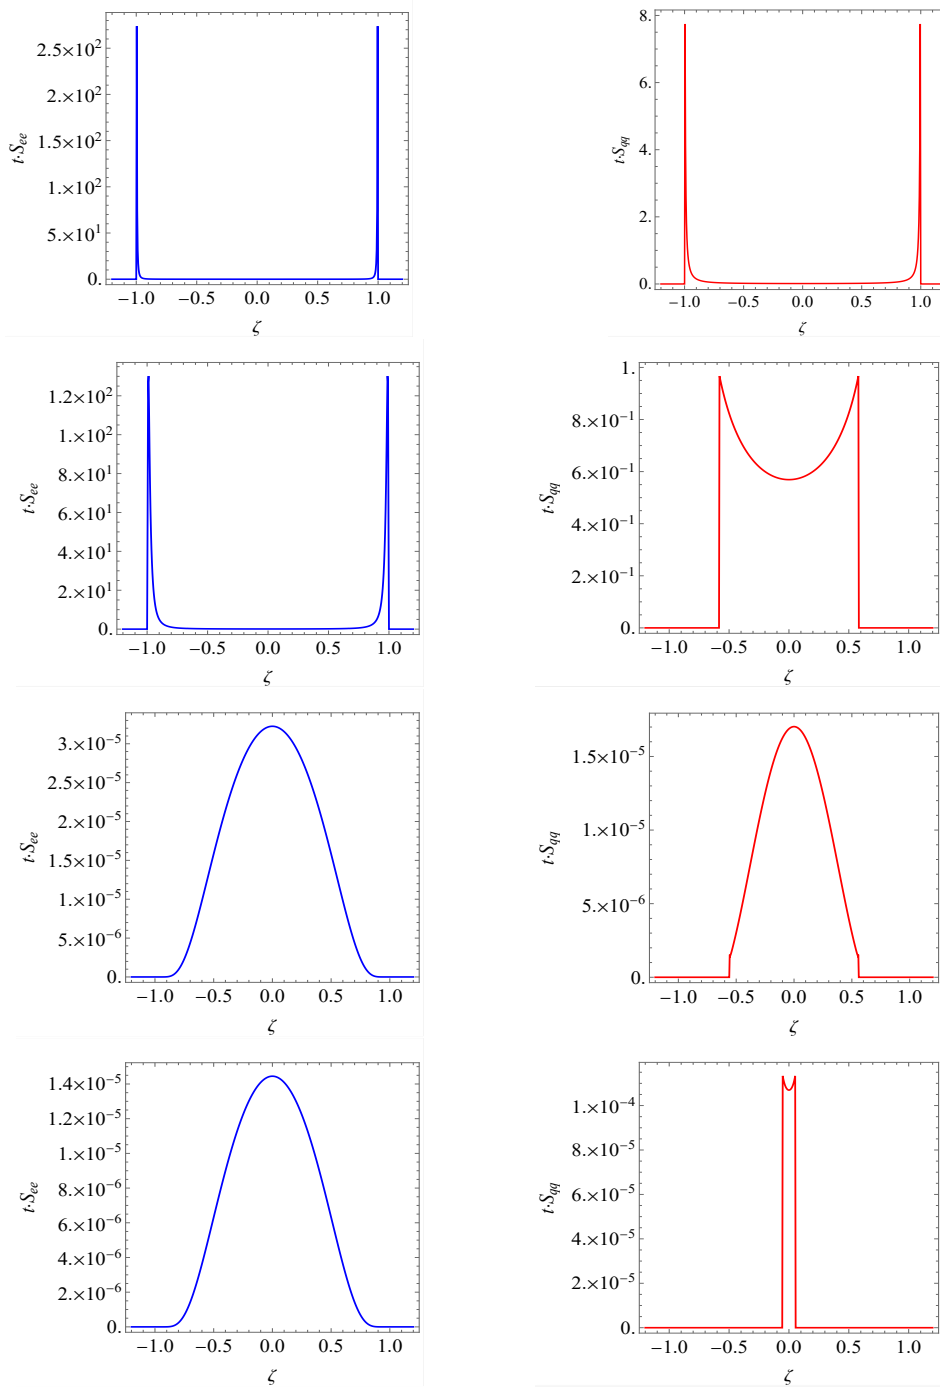 2.5×10²
2.×10²
1.5×10²
1.×10²
5.×10¹
0.
t·S_ee
−1.0 −0.5 0.0 0.5 1.0
ζ
8.
6.
4.
2.
0.
t·S_qq
−1.0 −0.5 0.0 0.5 1.0
ζ
1.2×10²
1.×10²
8.×10¹
6.×10¹
4.×10¹
2.×10¹
0.
t·S_ee
−1.0 −0.5 0.0 0.5 1.0
ζ
1.
8.×10⁻¹
6.×10⁻¹
4.×10⁻¹
2.×10⁻¹
0.
t·S_qq
−1.0 −0.5 0.0 0.5 1.0
ζ
3.×10⁻⁵
2.×10⁻⁵
2.×10⁻⁵
1.×10⁻⁵
1.×10⁻⁵
5.×10⁻⁶
0.
t·S_ee
−1.0 −0.5 0.0 0.5 1.0
ζ
1.5×10⁻⁵
1.×10⁻⁵
5.×10⁻⁶
0.
t·S_qq
−1.0 −0.5 0.0 0.5 1.0
ζ
1.4×10⁻⁵
1.×10⁻⁵
1.×10⁻⁵
8.×10⁻⁶
6.×10⁻⁶
4.×10⁻⁶
2.×10⁻⁶
0.
t·S_ee
−1.0 −0.5 0.0 0.5 1.0
ζ
1.×10⁻⁴
8.×10⁻⁵
6.×10⁻⁵
4.×10⁻⁵
2.×10⁻⁵
0.
t·S_qq
−1.0 −0.5 0.0 0.5 1.0
ζ